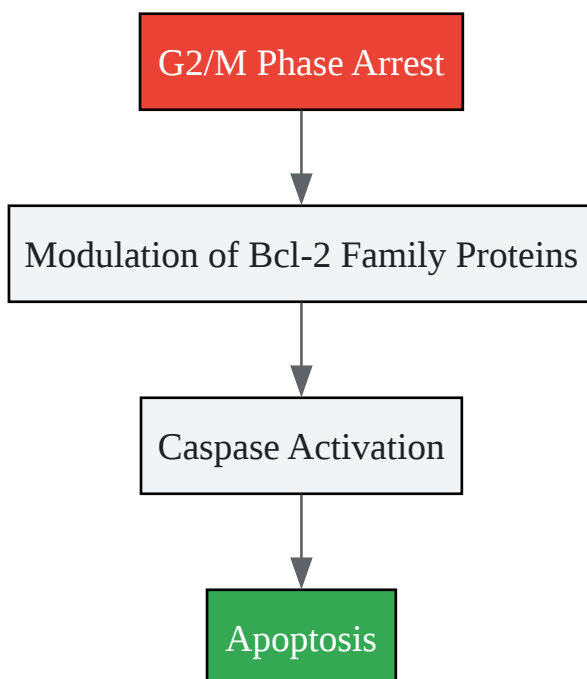 G2/M Phase Arrest
Modulation of Bcl-2 Family Proteins
Caspase Activation
Apoptosis